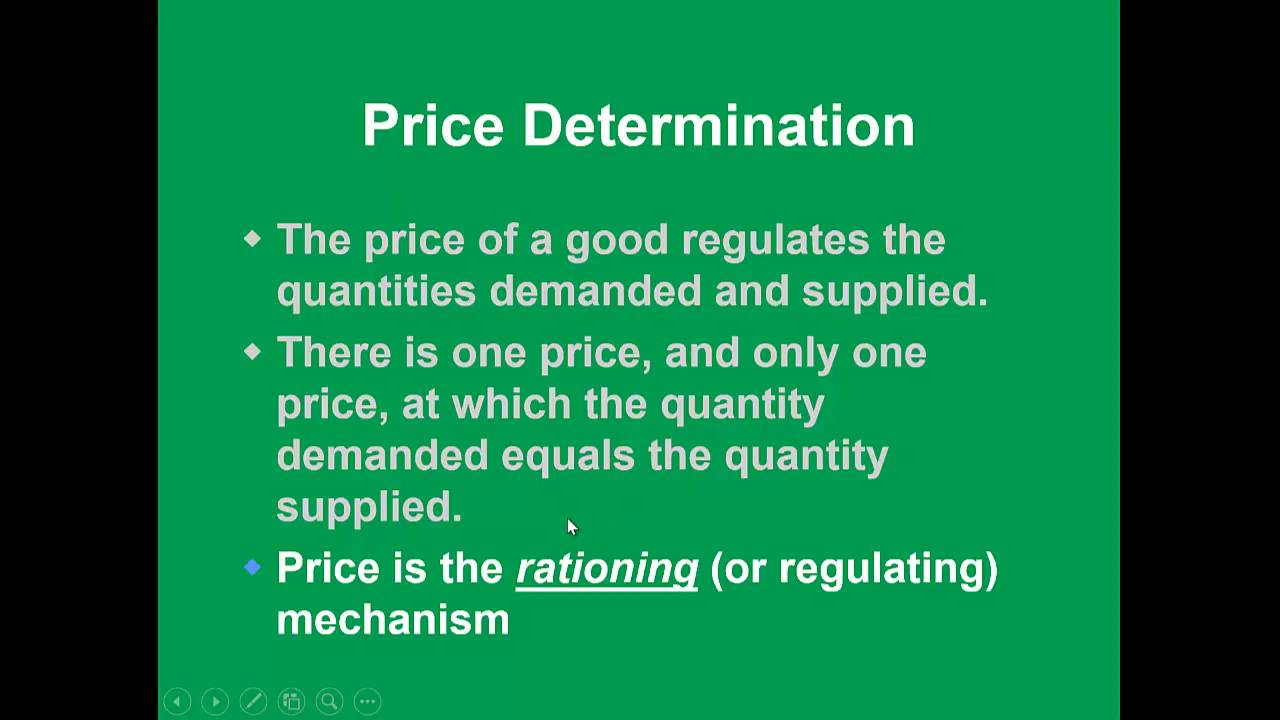 Price Determination
The price of a good regulates the
quantities demanded and supplied.
There is one price, and only one
price, at which the quantity
demanded equals the quantity
supplied.
Price is the rationing (or regulating)
mechanism